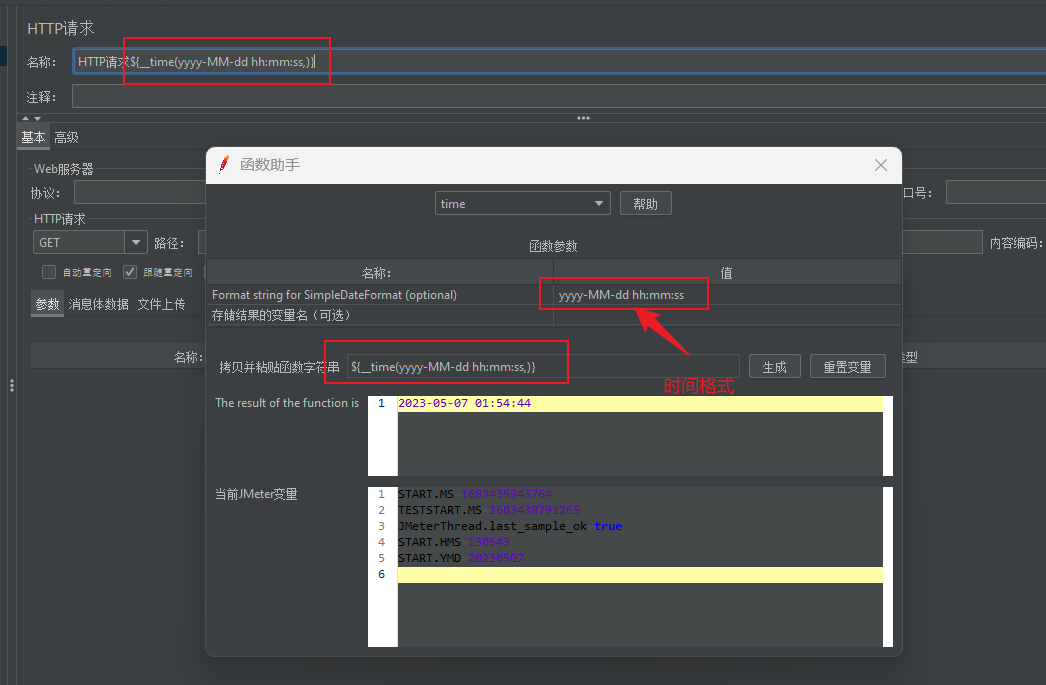 HTTP请求
名称： HTTP请求${__time(yyyy-MM-dd hh:mm:ss,)}
注释：
基本 高级
Web服务器
协议： 口号：
HTTP请求
GET 路径： 内容编码：
自动重定向 跟随重定向
参数 消息体数据 文件上传
名称： 类型
函数助手
time 帮助
函数参数
名称： 值
Format string for SimpleDateFormat (optional) yyyy-MM-dd hh:mm:ss
存储结果的变量名（可选）
拷贝并粘贴函数字符串 ${__time(yyyy-MM-dd hh:mm:ss,)} 生成 重置变量
时间格式
The result of the function is 1 2023-05-07 01:54:44
当前JMeter变量
1 START.MS 1683435943764
2 TESTSTART.MS 1683438791265
3 JMeterThread.last_sample_ok true
4 START.HMS 130543
5 START.YMD 20230507
6